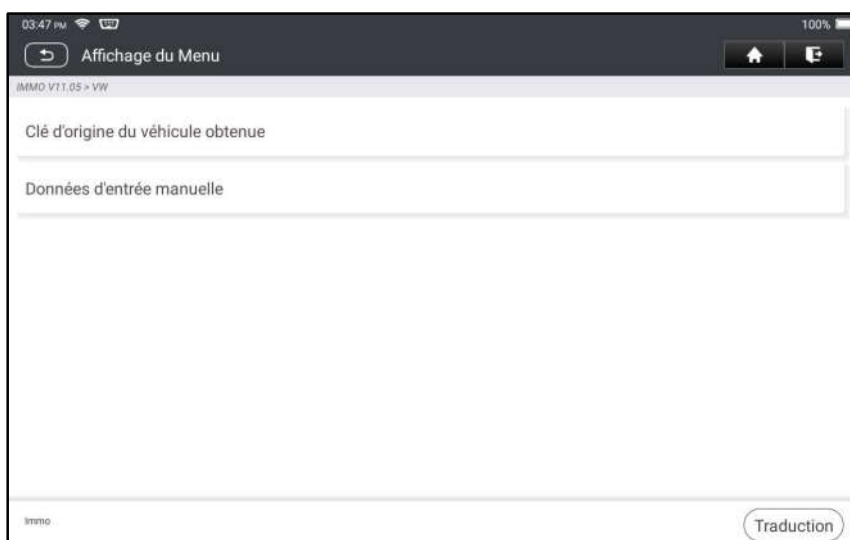 03:47 PM 100%
Affichage du Menu
IMMO V11.05 > VW
Clé d'origine du véhicule obtenue
Données d'entrée manuelle
Immo
Traduction